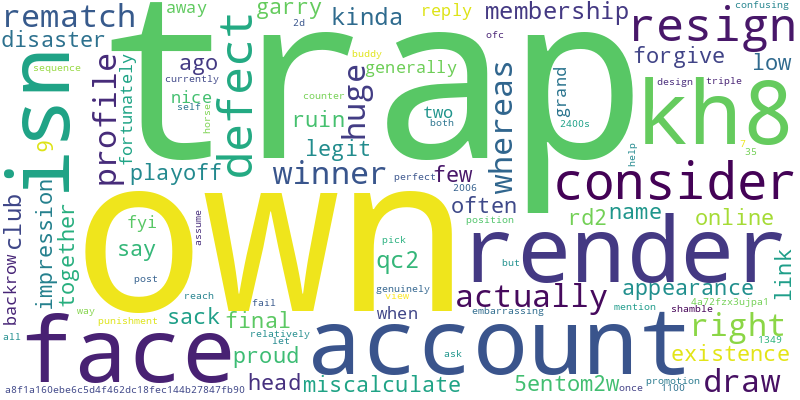 trap
own
kh8
isn
face
account
render
resign
consider
rematch
disaster
away
garry
kinda
reply
membership
confusing
2d
ofc
buddy
sequence
ago
currently
generally
forgive
low
profile
defect
fortunately
nice
self
horse
huge
counter
two
both
whereas
grand
2400s
design
triple
9
ruin
legit
7
35
help
playoff
winner
perfect
few
2006
often
position
rd2
name
online
club
backrow
impression
together
fyi
say
assume
post
pick
qc2
genuinely
but
actually
appearance
link
4a72fzx3ujpa1
mention
shamble
right
all
way
punishment
reach
sack
final
fail
relatively
let
view
when
embarrassing
1349
existence
proud
ask
head
miscalculate
5entom2w
once
promotion
1100
draw
a8f1a160ebe6c5d4f462dc18fec144b27847fb90